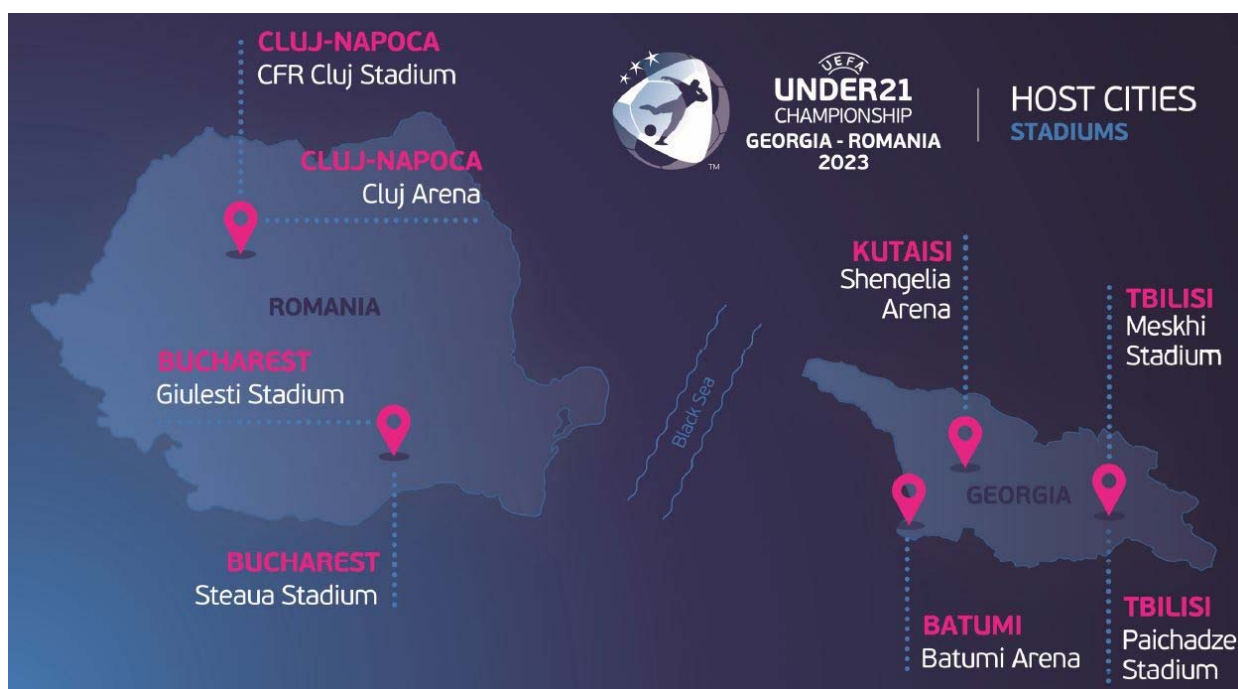 CLUJ-NAPOCA
CFR Cluj Stadium
CLUJ-NAPOCA
Cluj Arena
ROMANIA
BUCHAREST
Giulesti Stadium
BUCHAREST
Steaua Stadium
Black Sea
UEFA
UNDER21
CHAMPIONSHIP
GEORGIA - ROMANIA
2023
TM
HOST CITIES
STADIUMS
KUTAISI
Shengelia
Arena
TBILISI
Meskhi
Stadium
GEORGIA
BATUMI
Batumi Arena
TBILISI
Paichadze
Stadium